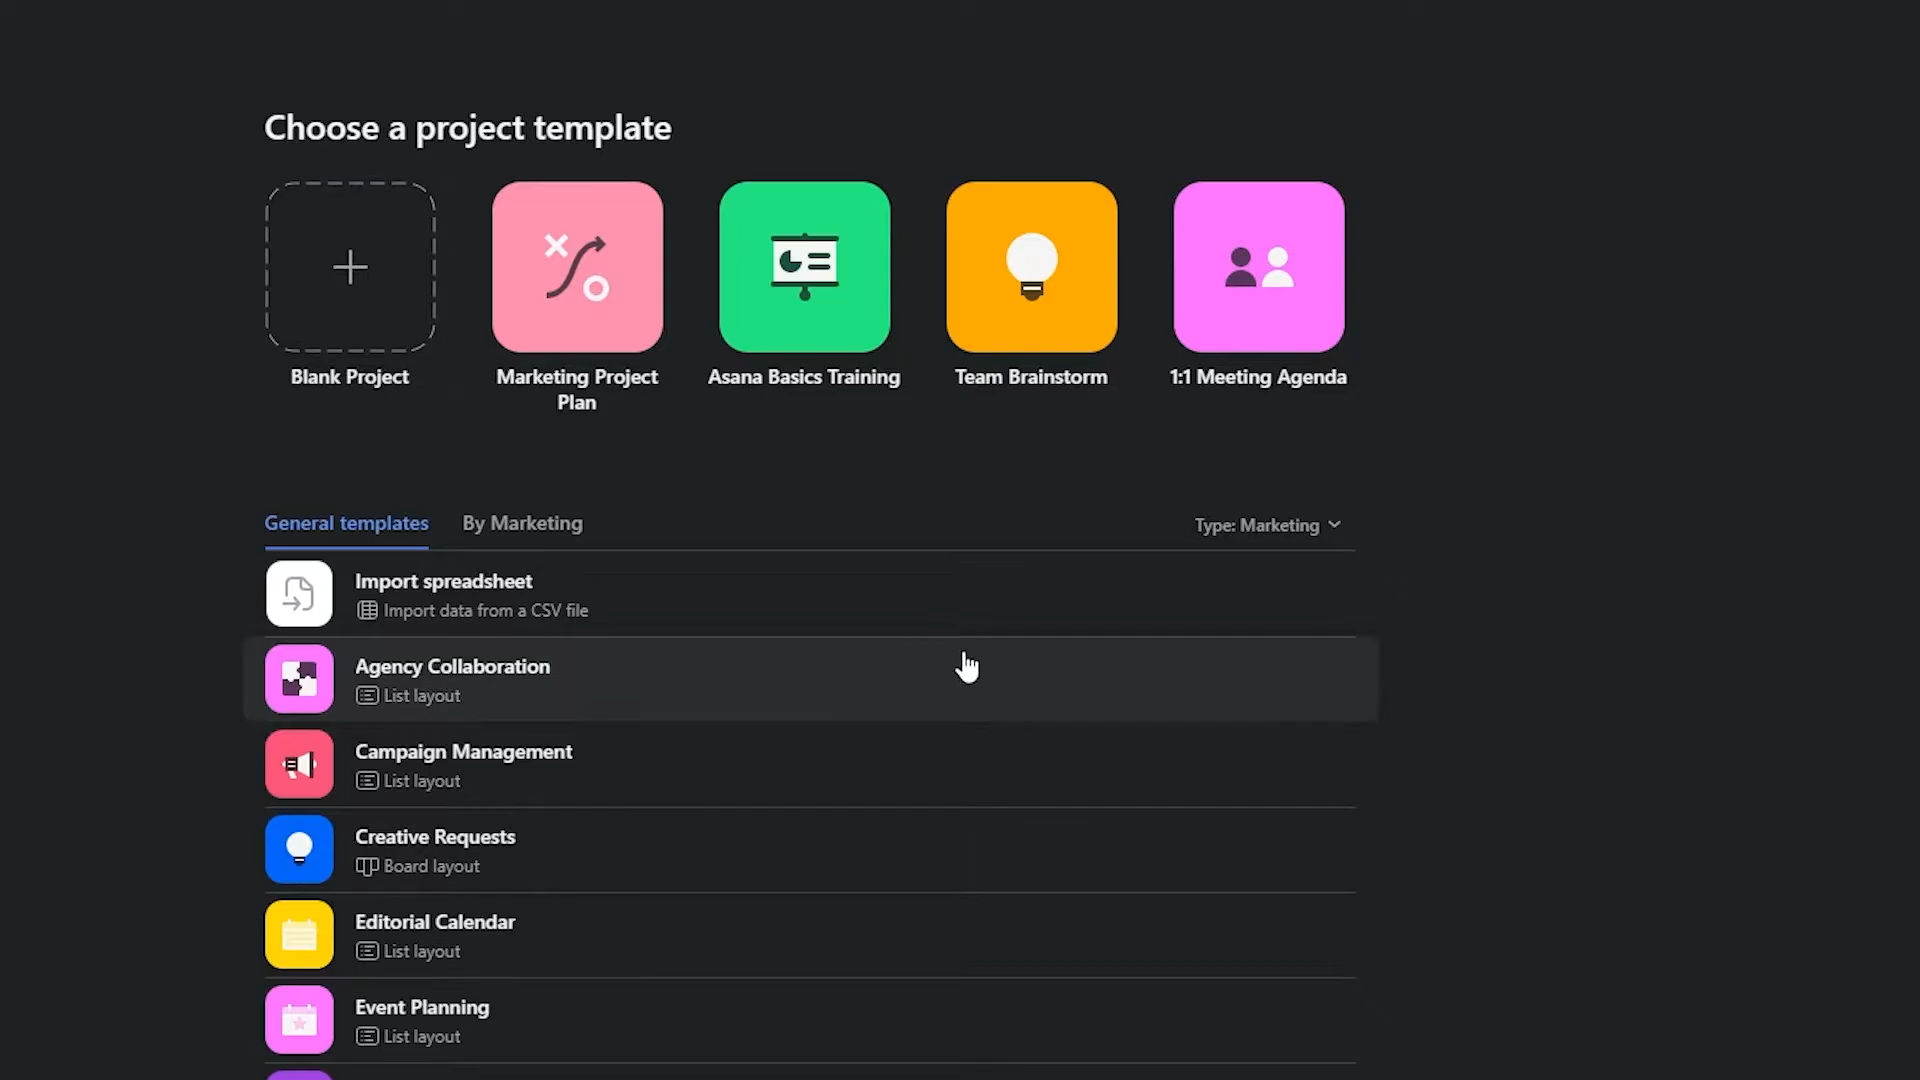 Choose a project template
Blank Project
Marketing Project
Plan
Asana Basics Training
Team Brainstorm
1:1 Meeting Agenda
General templates
By Marketing
Type: Marketing
Import spreadsheet
Import data from a CSV file
Agency Collaboration
List layout
Campaign Management
List layout
Creative Requests
Board layout
Editorial Calendar
List layout
Event Planning
List layout